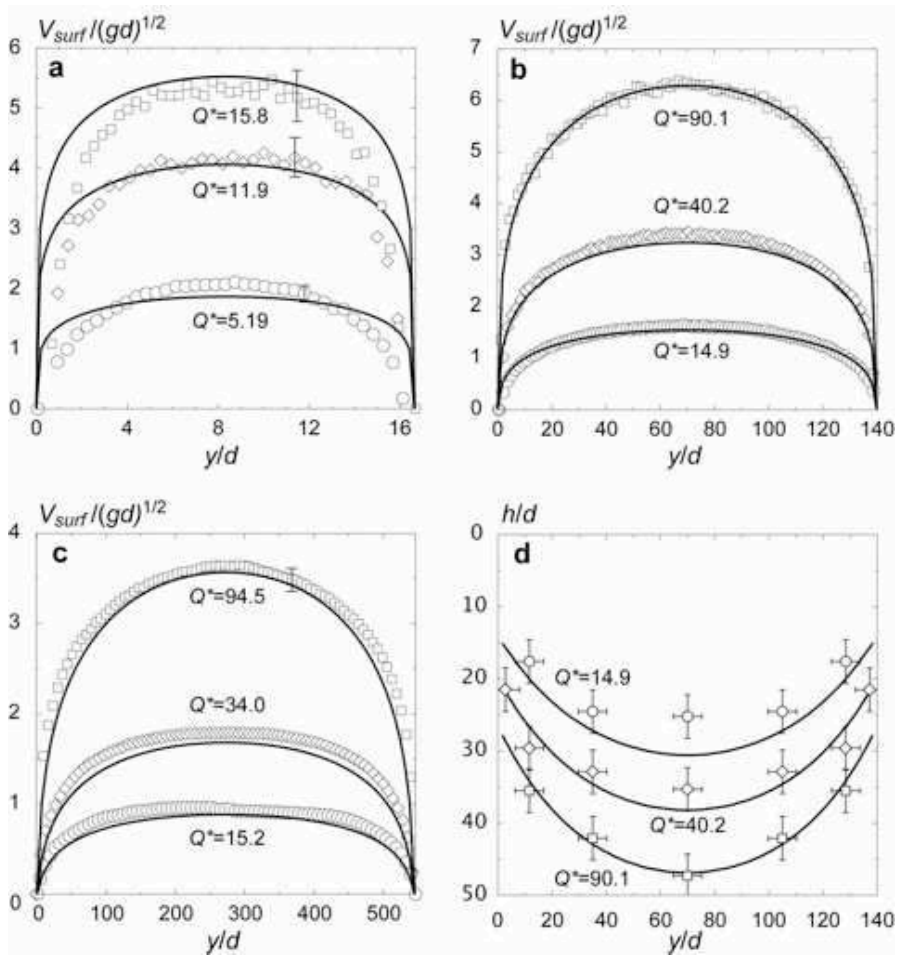 V_surf/(gd)^1/2
a
6
5
4
3
2
1
0
Q*=15.8
Q*=11.9
Q*=5.19
0 4 8 12 16
y/d
V_surf/(gd)^1/2
b
7
6
5
4
3
2
1
0
Q*=90.1
Q*=40.2
Q*=14.9
0 20 40 60 80 100 120 140
y/d
V_surf/(gd)^1/2
c
4
3
2
1
0
Q*=94.5
Q*=34.0
Q*=15.2
0 100 200 300 400 500
y/d
h/d
d
0
10
20
30
40
50
Q*=14.9
Q*=40.2
Q*=90.1
0 20 40 60 80 100 120 140
y/d